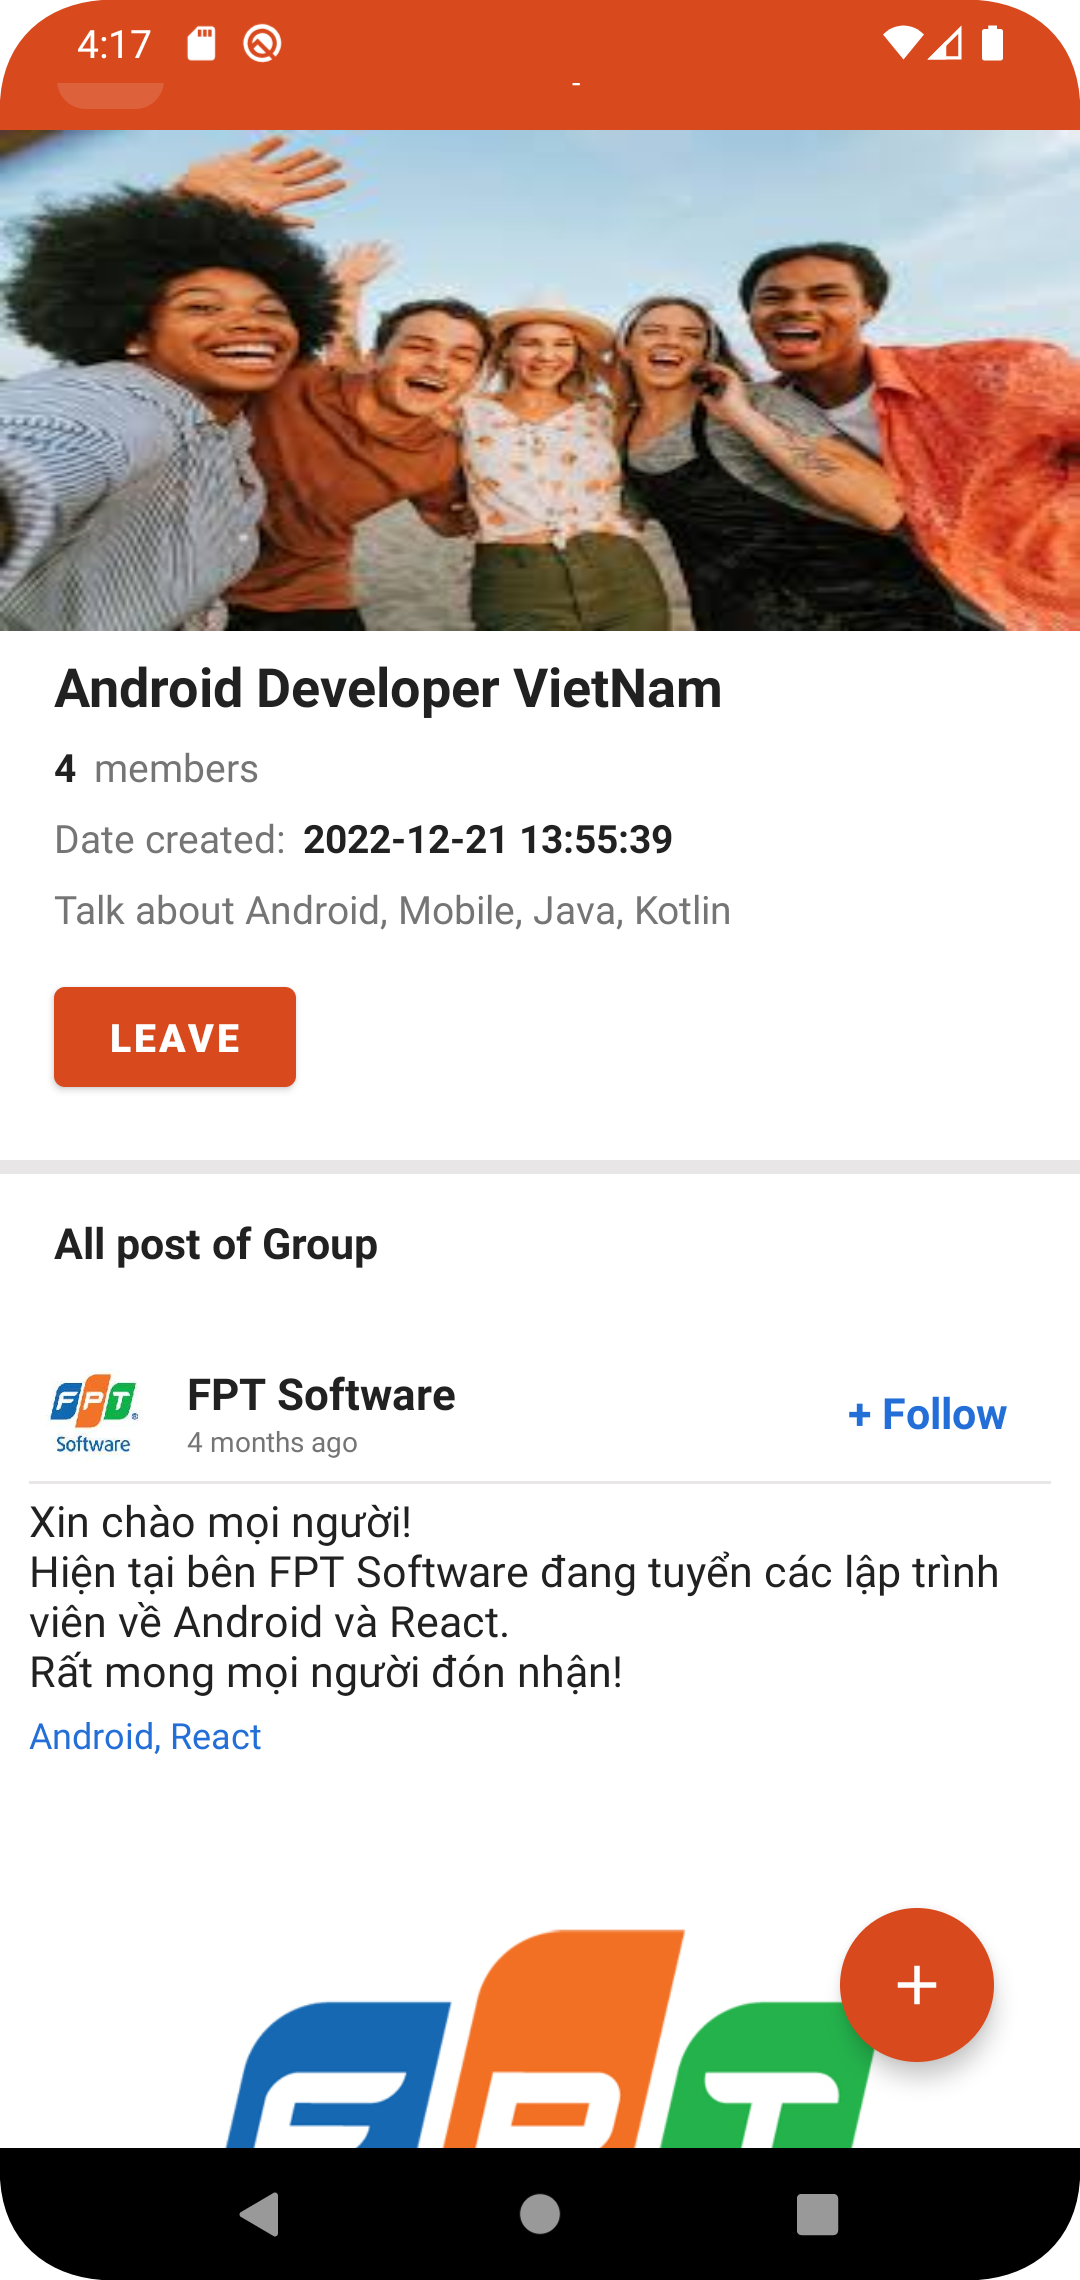 4:17
Android Developer VietNam
4 members
Date created: 2022-12-21 13:55:39
Talk about Android, Mobile, Java, Kotlin
LEAVE
All post of Group
FPT Software
FPT
Software
4 months ago
+ Follow
Xin chào mọi người!
Hiện tại bên FPT Software đang tuyển các lập trình
viên về Android và React.
Rất mong mọi người đón nhận!
Android, React
FPT